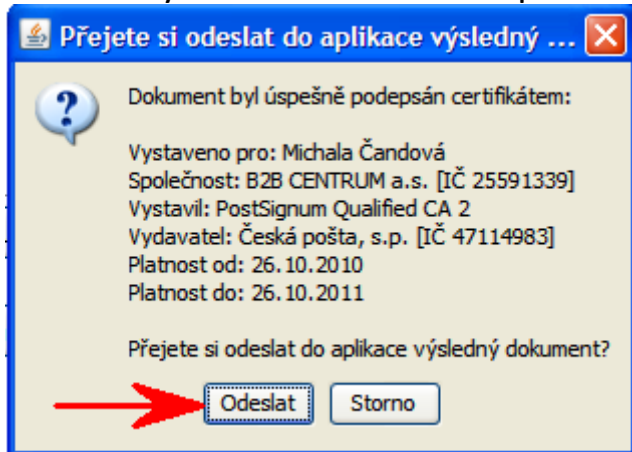 Přejete si odeslat do aplikace výsledný ...
Dokument byl úspešně podepsán certifikátem:
Vystaveno pro: Michala Čandová
Společnost: B2B CENTRUM a.s. [IČ 25591339]
Vystavil: PostSignum Qualified CA 2
Vydavatel: Česká pošta, s.p. [IČ 47114983]
Platnost od: 26.10.2010
Platnost do: 26.10.2011
Přejete si odeslat do aplikace výsledný dokument?
Odeslat Storno